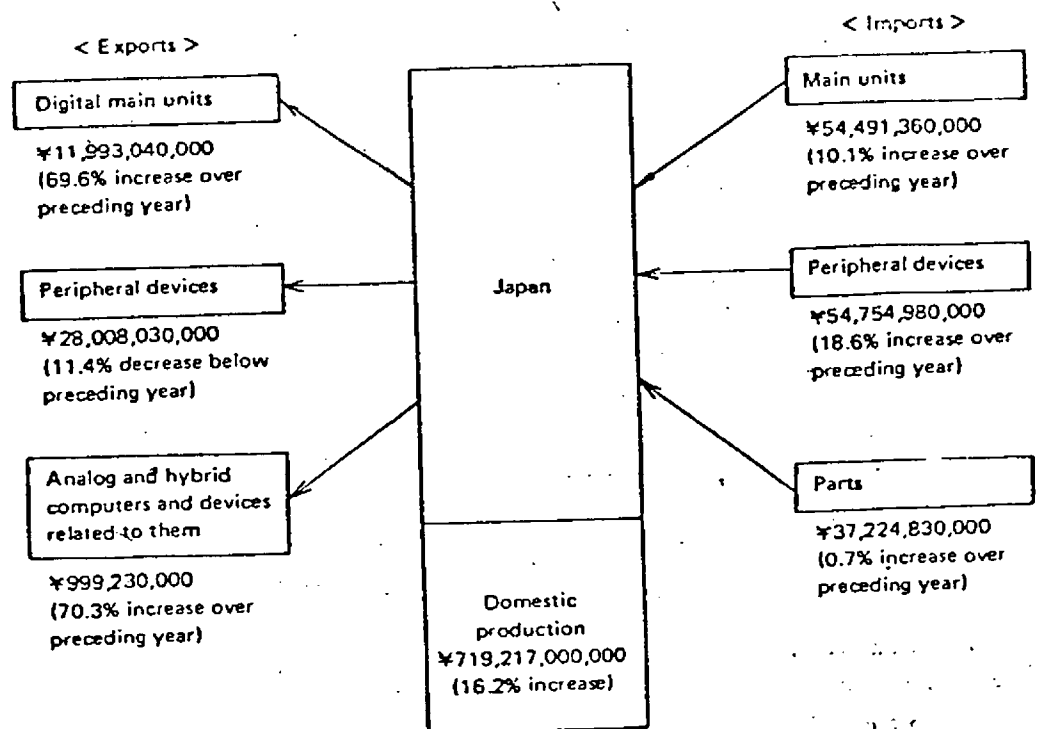 < Exports >
Digital main units
¥11,993,040,000
(69.6% increase over
preceding year)
Peripheral devices
¥28,008,030,000
(11.4% decrease below
preceding year)
Analog and hybrid
computers and devices
related to them
¥999,230,000
(70.3% increase over
preceding year)
Japan
Domestic
production
¥719,217,000,000
(16.2% increase)
< Imports >
Main units
¥54,491,360,000
(10.1% increase over
preceding year)
Peripheral devices
¥54,754,980,000
(18.6% increase over
preceding year)
Parts
¥37,224,830,000
(0.7% increase over
preceding year)